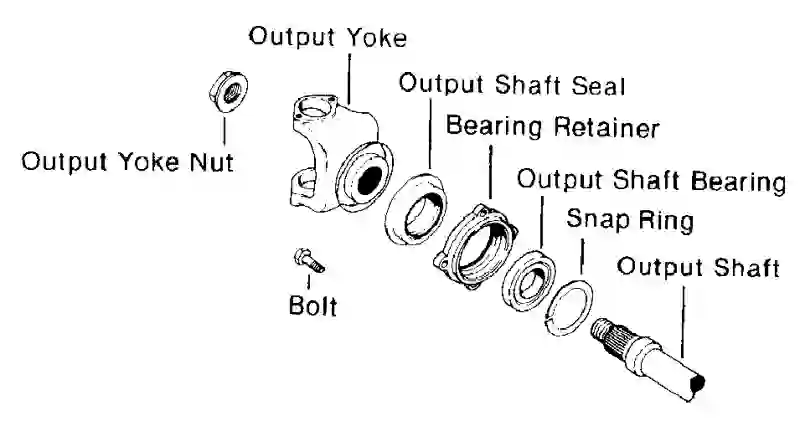 Output Yoke
Output Shaft Seal
Bearing Retainer
Output Yoke Nut
Output Shaft Bearing
Snap Ring
Output Shaft
Bolt